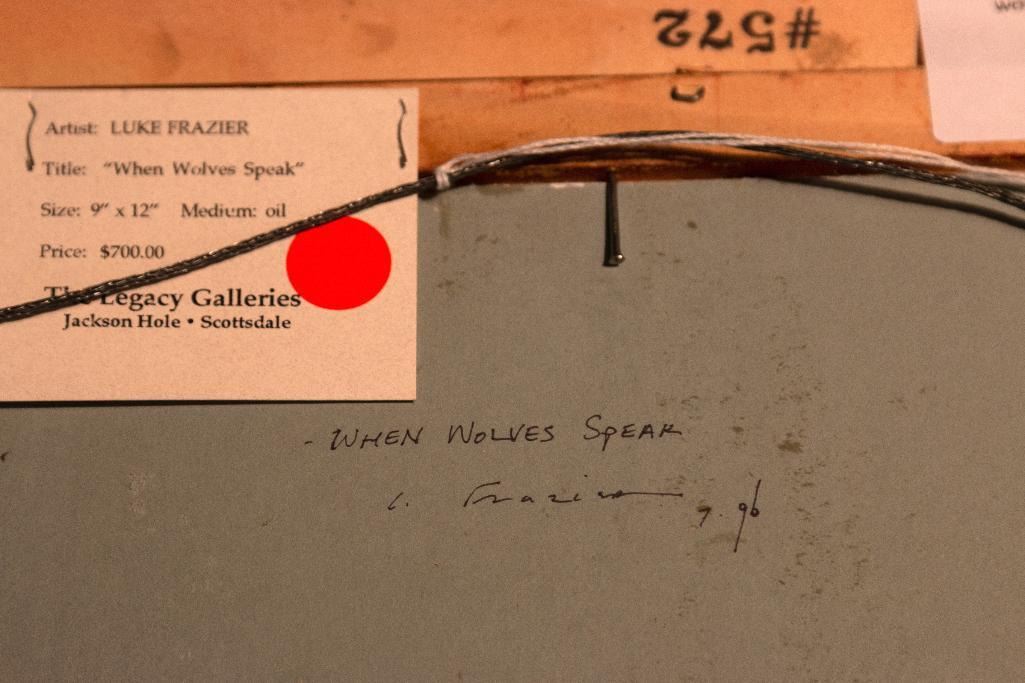 #572
wo
Artist: LUKE FRAZIER
Title: "When Wolves Speak"
Size: 9" x 12" Medium: oil
Price: $700.00
The Legacy Galleries
Jackson Hole • Scottsdale
- WHEN WOLVES SPEAK
L. Frazier 7.96